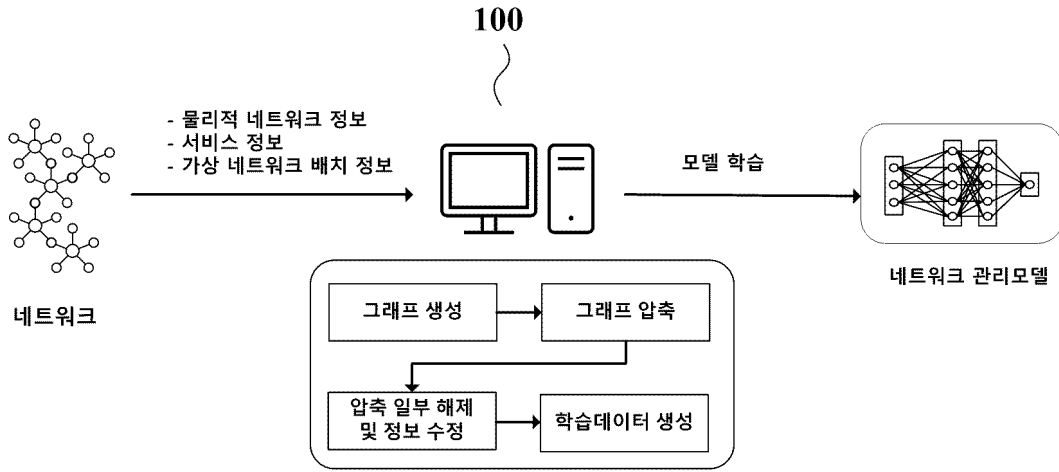 100
- 물리적 네트워크 정보
- 서비스 정보
- 가상 네트워크 배치 정보
모델 학습
네트워크
네트워크 관리모델
그래프 생성
그래프 압축
압축 일부 해제
및 정보 수정
학습데이터 생성